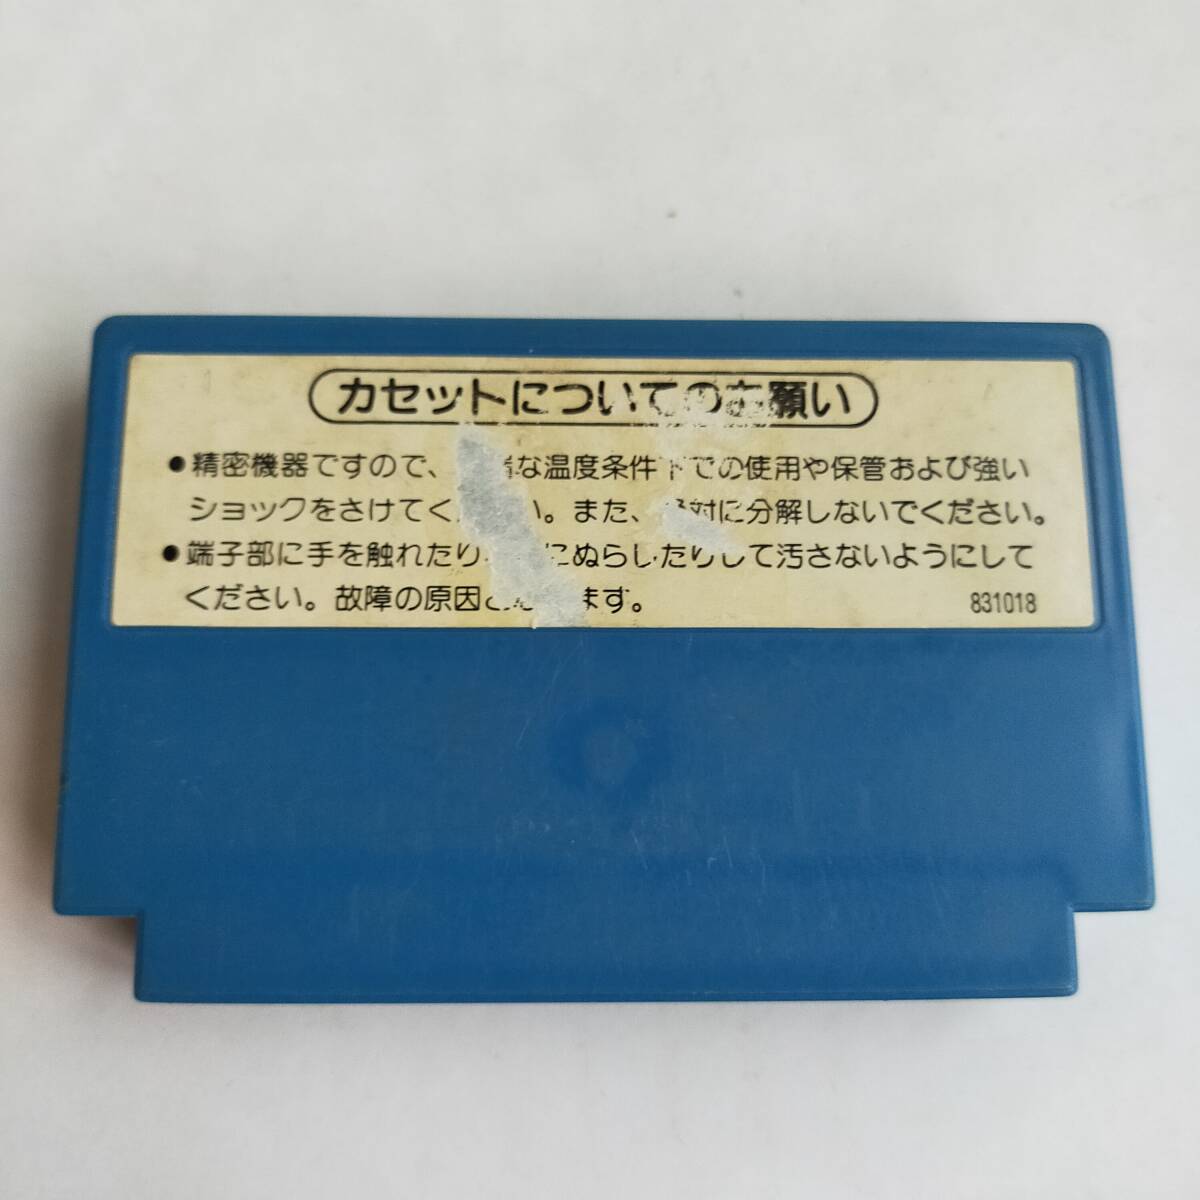 カセットについてのお願い
●精密機器ですので、な温度条件下での使用や保管および強い
ショックをさけてくい。また、対に分解しないでください。
●端子部に手を触れたりにぬらしたりして汚さないようにして
ください。故障の原因とます。
831018